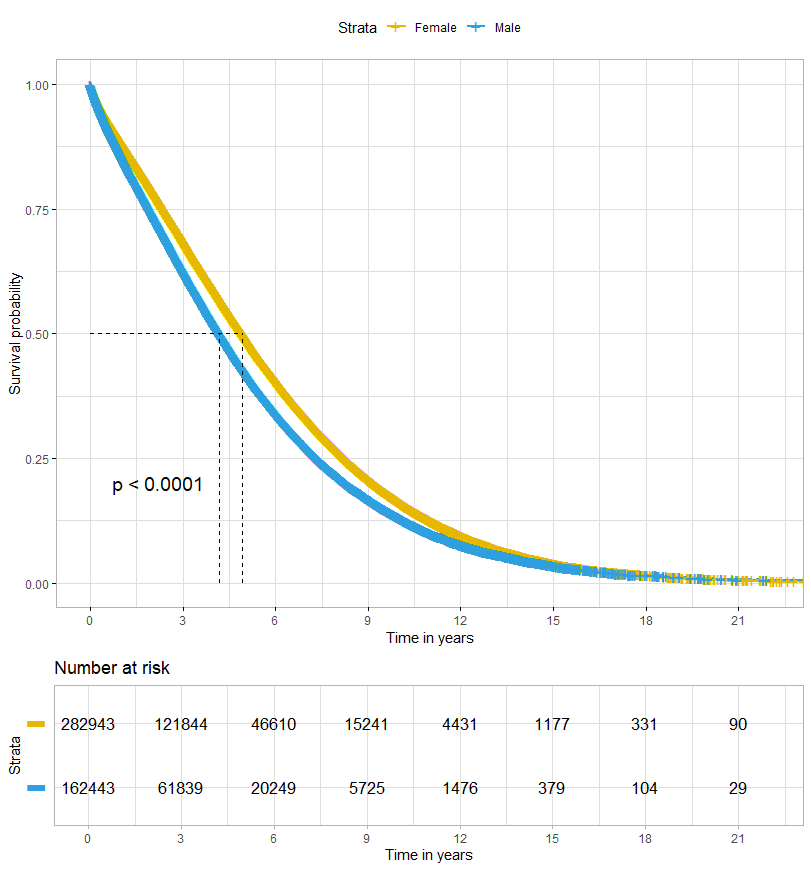 Strata Female Male
1.00
0.75
0.50
0.25
0.00
Survival probability
p < 0.0001
0 3 6 9 12 15 18 21
Time in years
Number at risk
Strata
282943 121844 46610 15241 4431 1177 331 90
162443 61839 20249 5725 1476 379 104 29
0 3 6 9 12 15 18 21
Time in years